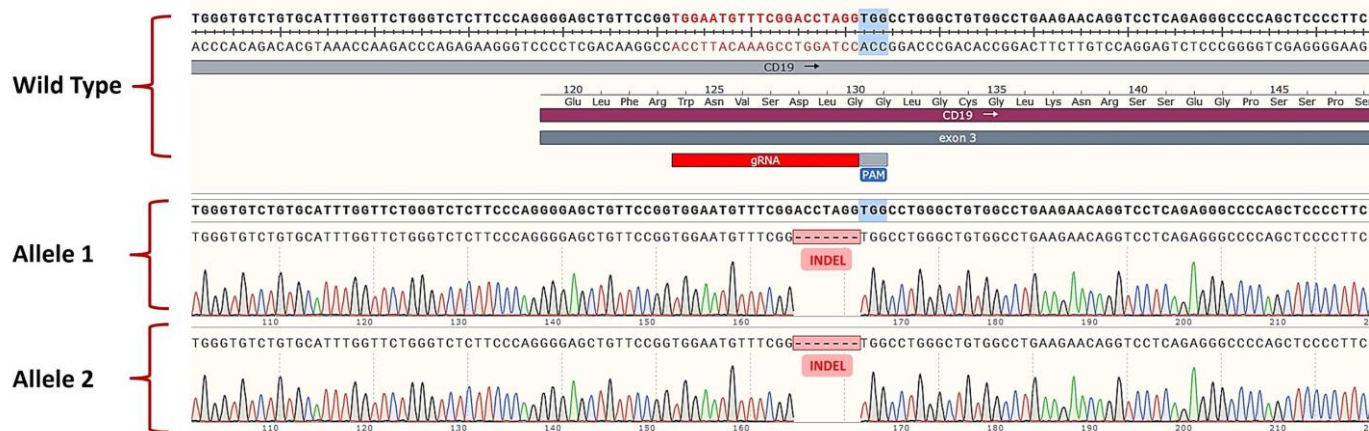 TGGGTGTCTGTGCATTTGGTTCTGGGTCTCTTCCCAGGGGAGCTGTTCCGGTGGAATGTTTCGGACCTAGGTGGCCTGGGCTGTGGCCTGAAGAACAGGTCCTCAGAGGGCCCCAGCTCCCCTTC
ACCCACAGACACGTAAACCAAGACCCAGAGAAGGGTCCCCTCGACAAGGCCACCTTACAAAGCCTGGATCCACCGGACCCGACACCGGACTTCTTGTCCAGGAGTCTCCCGGGGTCGAGGGGAAG
Wild Type
CD19 →
120 125 130 135 140 145
Glu Leu Phe Arg Trp Asn Val Ser Asp Leu Gly Gly Leu Gly Cys Gly Leu Lys Asn Arg Ser Ser Glu Gly Pro Ser Ser Pro Se
CD19 →
exon 3
gRNA
PAM
TGGGTGTCTGTGCATTTGGTTCTGGGTCTCTTCCCAGGGGAGCTGTTCCGGTGGAATGTTTCGGACCTAGGTGGCCTGGGCTGTGGCCTGAAGAACAGGTCCTCAGAGGGCCCCAGCTCCCCTTC
Allele 1
TGGGTGTCTGTGCATTTGGTTCTGGGTCTCTTCCCAGGGGAGCTGTTCCGGTGGAATGTTTCGG-------TGGCCTGGGCTGTGGCCTGAAGAACAGGTCCTCAGAGGGCCCCAGCTCCCCTTC
INDEL
110 120 130 140 150 160 170 180 190 200 210
Allele 2
TGGGTGTCTGTGCATTTGGTTCTGGGTCTCTTCCCAGGGGAGCTGTTCCGGTGGAATGTTTCGG-------TGGCCTGGGCTGTGGCCTGAAGAACAGGTCCTCAGAGGGCCCCAGCTCCCCTTC
INDEL
110 120 130 140 150 160 170 180 190 200 210